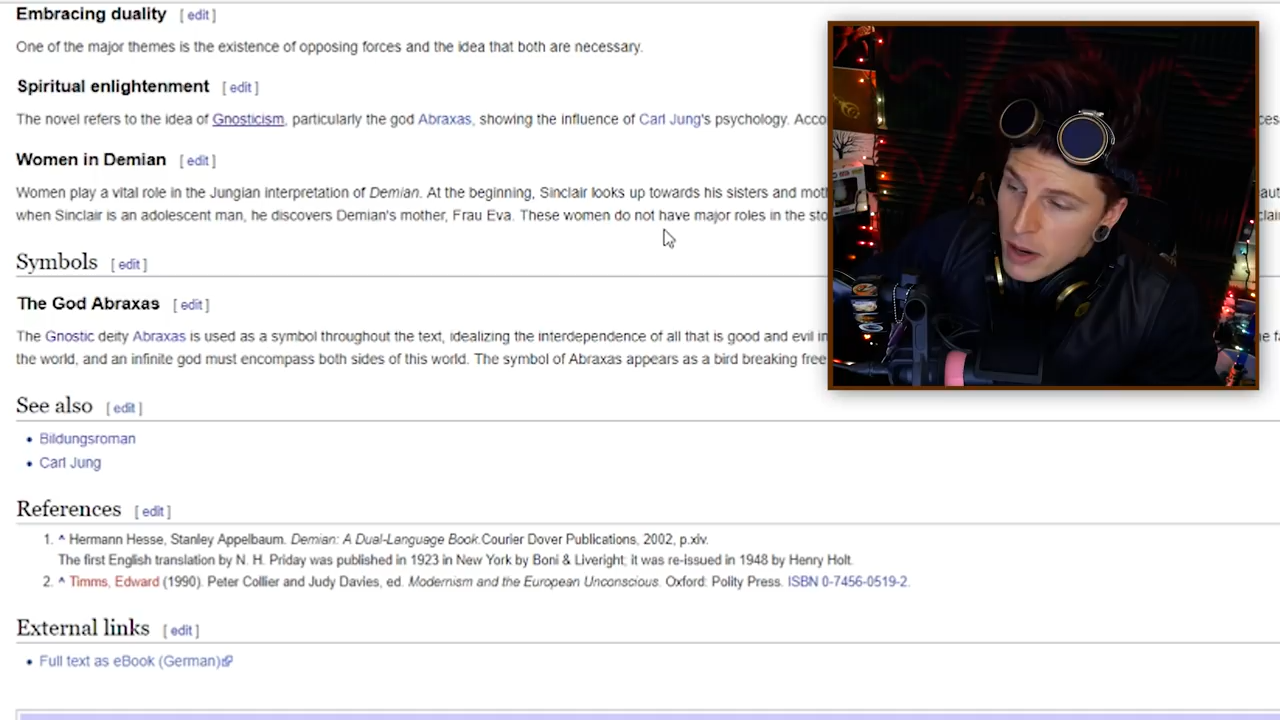 Embracing duality [ edit ]
One of the major themes is the existence of opposing forces and the idea that both are necessary.
Spiritual enlightenment [ edit ]
The novel refers to the idea of Gnosticism, particularly the god Abraxas, showing the influence of Carl Jung's psychology.
Women in Demian [ edit ]
Women play a vital role in the Jungian interpretation of Demian. At the beginning, Sinclair looks up towards his sisters and
when Sinclair is an adolescent man, he discovers Demian's mother, Frau Eva. These women do not have major roles in the
Symbols [ edit ]
The God Abraxas [ edit ]
The Gnostic deity Abraxas is used as a symbol throughout the text, idealizing the interdependence of all that is good and evil
the world, and an infinite god must encompass both sides of this world. The symbol of Abraxas appears as a bird breaking free
See also [ edit ]
• Bildungsroman
• Carl Jung
References [ edit ]
1. ^ Hermann Hesse, Stanley Appelbaum. Demian: A Dual-Language Book.Courier Dover Publications, 2002, p.xlv.
The first English translation by N. H. Priday was published in 1923 in New York by Boni & Liveright; it was re-issued in 1948 by Henry Holt.
2. ^ Timms, Edward (1990). Peter Collier and Judy Davies, ed. Modernism and the European Unconscious. Oxford: Polity Press. ISBN 0-7456-0519-2.
External links [ edit ]
• Full text as eBook (German)